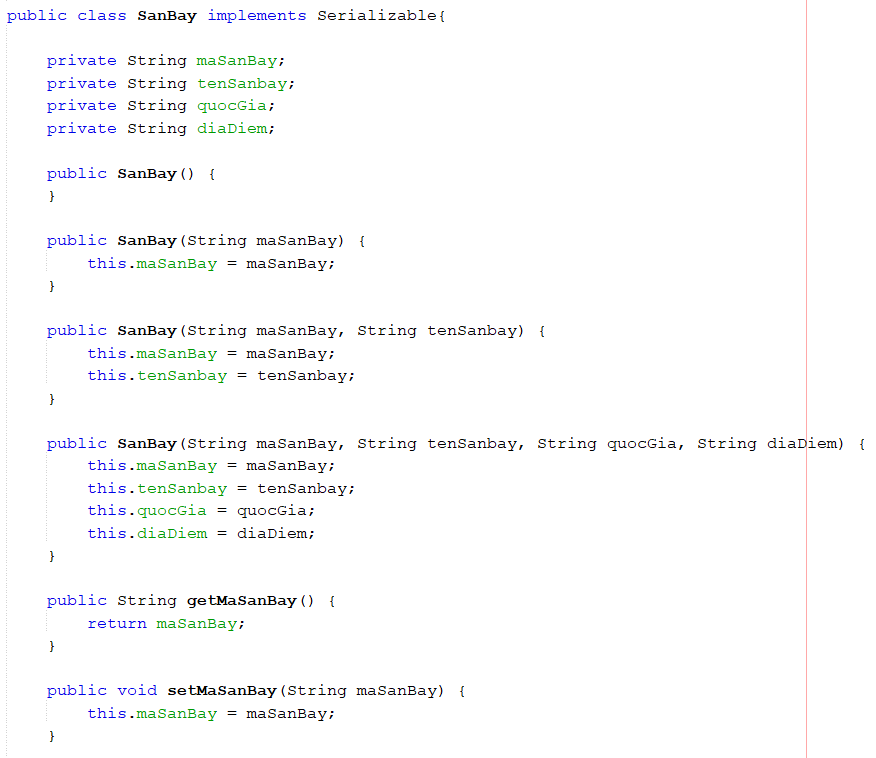 public class SanBay implements Serializable{
private String maSanBay;
private String tenSanbay;
private String quocGia;
private String diaDiem;
public SanBay() {
}
public SanBay(String maSanBay) {
this.maSanBay = maSanBay;
}
public SanBay(String maSanBay, String tenSanbay) {
this.maSanBay = maSanBay;
this.tenSanbay = tenSanbay;
}
public SanBay(String maSanBay, String tenSanbay, String quocGia, String diaDiem) {
this.maSanBay = maSanBay;
this.tenSanbay = tenSanbay;
this.quocGia = quocGia;
this.diaDiem = diaDiem;
}
public String getMaSanBay() {
return maSanBay;
}
public void setMaSanBay(String maSanBay) {
this.maSanBay = maSanBay;
}